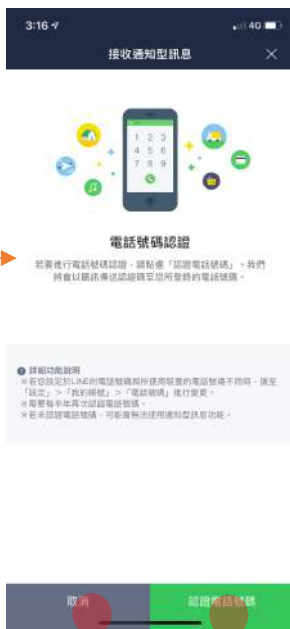 3:16
4G
接收通知型訊息
1 2 3
4 5 6
7 8 9
電話號碼認證
若要進行電話號碼認證，請點選「認證電話號碼」。我們
將會以簡訊傳送認證碼至您所登錄的電話號碼。
詳細功能說明
※若您設定於LINE的電話號碼與所使用裝置的電話號碼不同時，請至
「設定」>「我的帳號」>「電話號碼」進行變更。
※需要每半年再次認證電話號碼。
※若未認證電話號碼，可能會無法使用通知型訊息功能。
取消
認證電話號碼